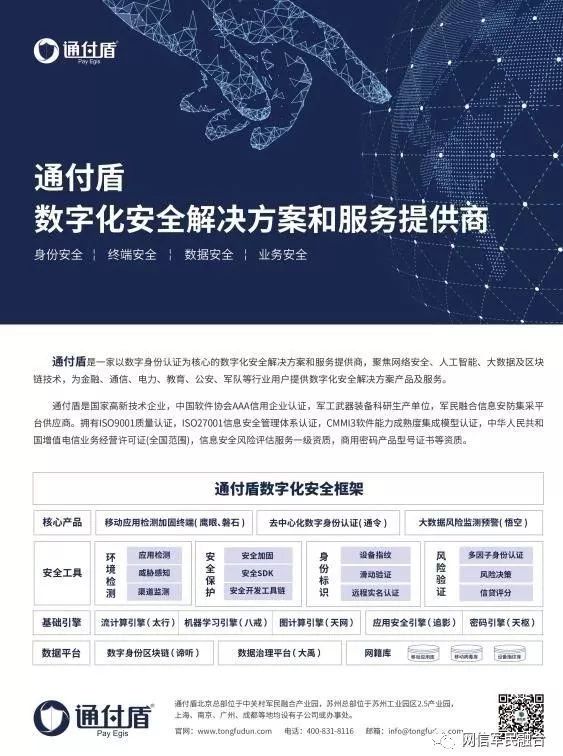 通付盾
Pay Egis
通付盾
数字化安全解决方案和服务提供商
身份安全 ¦ 终端安全 ¦ 数据安全 ¦ 业务安全
通付盾是一家以数字身份认证为核心的数字化安全解决方案和服务提供商，聚焦网络安全、人工智能、大数据及区块
链技术，为金融、通信、电力、教育、公安、军队等行业用户提供数字化安全解决方案产品及服务。
通付盾是国家高新技术企业，中国软件协会AAA信用企业认证，军工武器装备科研生产单位，军民融合信息安防集采平
台供应商。拥有ISO9001质量认证，ISO27001信息安全管理体系认证，CMMI3软件能力成熟度集成模型认证，中华人民共和
国增值电信业务经营许可证(全国范围)，信息安全风险评估服务一级资质，商用密码产品型号证书等资质。
通付盾数字化安全框架
核心产品 移动应用检测加固终端(鹰眼、磐石) 去中心化数字身份认证(通令) 大数据风险监测预警(悟空)
安全工具
环境检测
应用检测
威胁感知
渠道监测
安全保护
安全加固
安全SDK
安全开发工具链
身份标识
设备指纹
滑动验证
远程实名认证
风险验证
多因子身份认证
风险决策
信贷评分
基础引擎 流计算引擎(太行) 机器学习引擎(八戒) 图计算引擎(天网) 应用安全引擎(追影) 密码引擎(天枢)
数据平台 数字身份区块链(谛听) 数据治理平台(大禹) 网籍库 移动应用库 移动病毒库 设备指纹库
通付盾
Pay Egis
通付盾北京总部位于中关村军民融合产业园，苏州总部位于苏州工业园区2.5产业园，
上海、南京、广州、成都等地均设有子公司或办事处。
官网：www.tongfudun.com 电话：400-831-8116 邮箱：info@tongfudun.com
网信军民融合